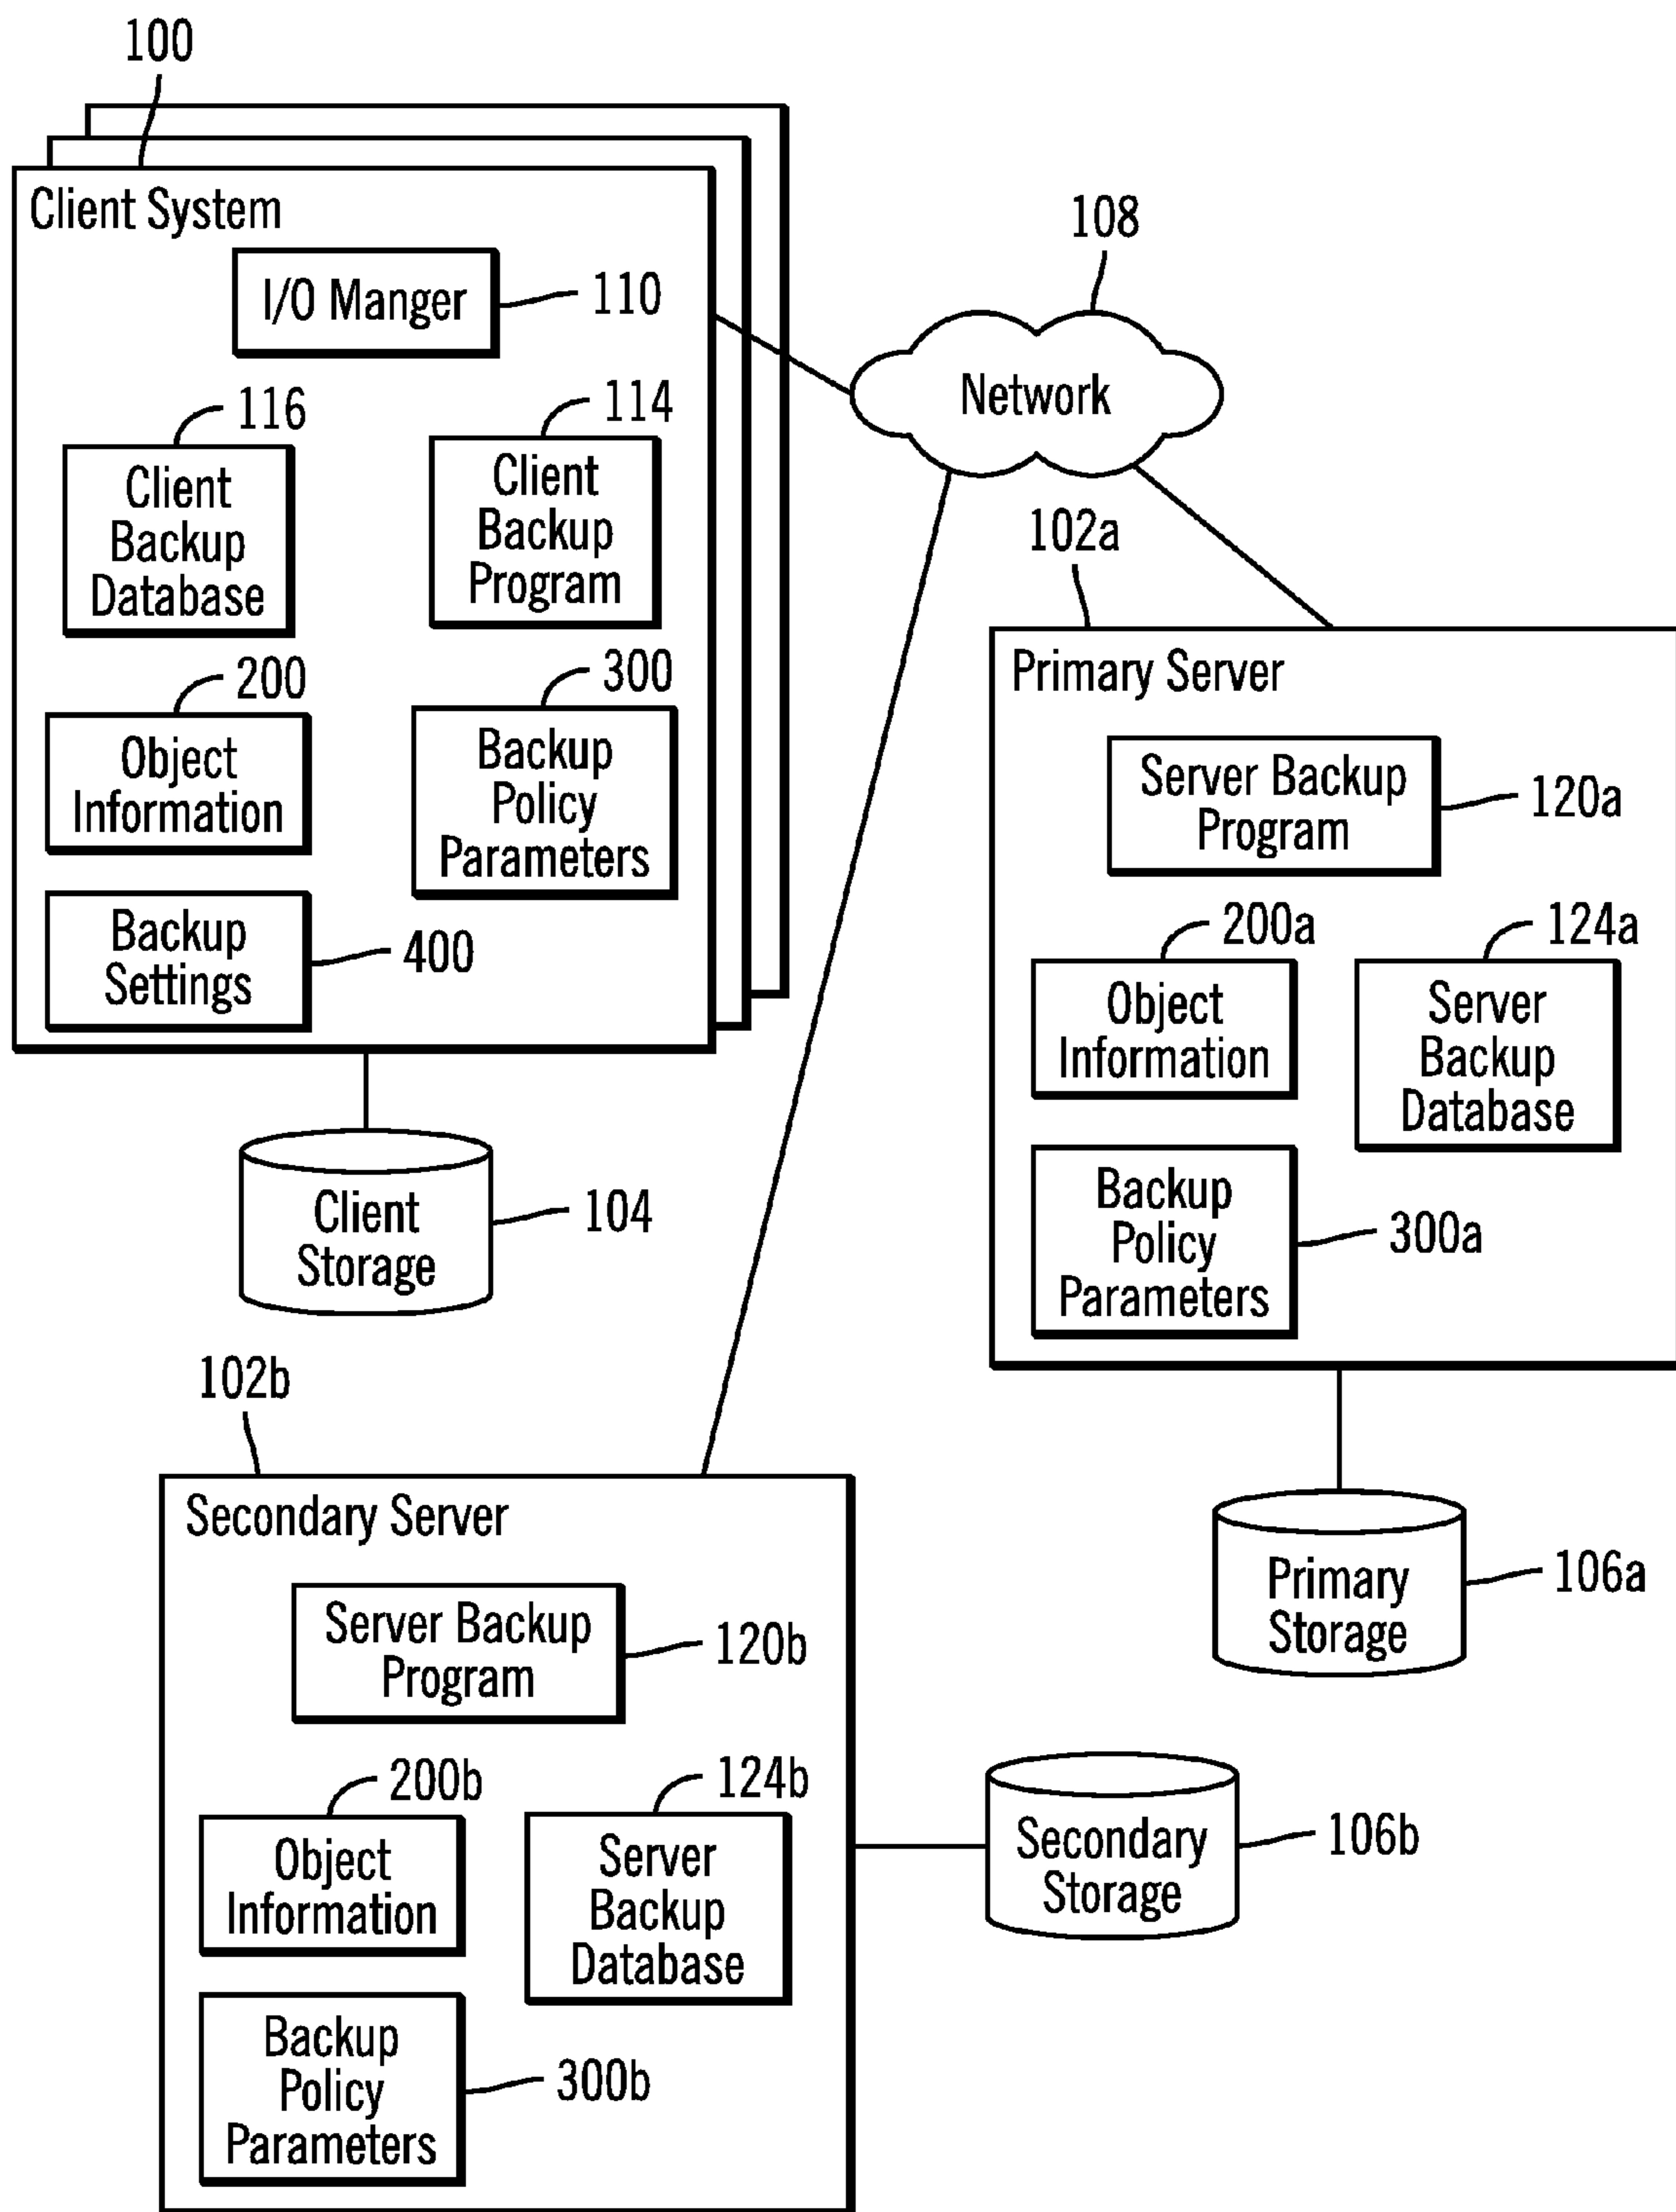 100
Client System
I/O Manger
110
116
Client
Backup
Database
114
Client
Backup
Program
200
Object
Information
300
Backup
Policy
Parameters
Backup
Settings
400
Client
Storage
104
108
Network
102a
Primary Server
Server Backup
Program
120a
200a
Object
Information
124a
Server
Backup
Database
Backup
Policy
Parameters
300a
Primary
Storage
106a
102b
Secondary Server
Server Backup
Program
120b
200b
Object
Information
124b
Server
Backup
Database
Backup
Policy
Parameters
300b
Secondary
Storage
106b